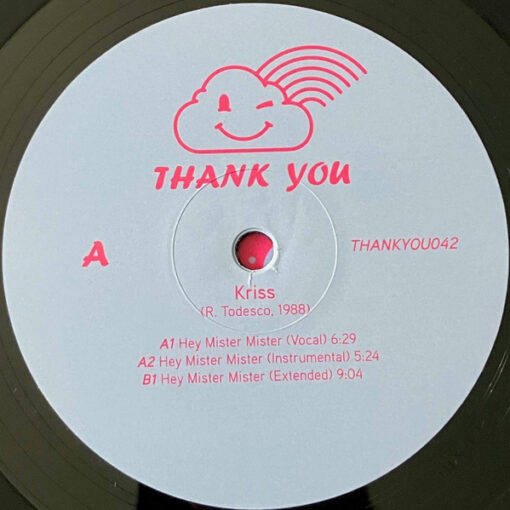 THANK YOU
A
THANKYOU042
Kriss
(R. Todesco, 1988)
A1 Hey Mister Mister (Vocal) 6:29
A2 Hey Mister Mister (Instrumental) 5:24
B1 Hey Mister Mister (Extended) 9:04